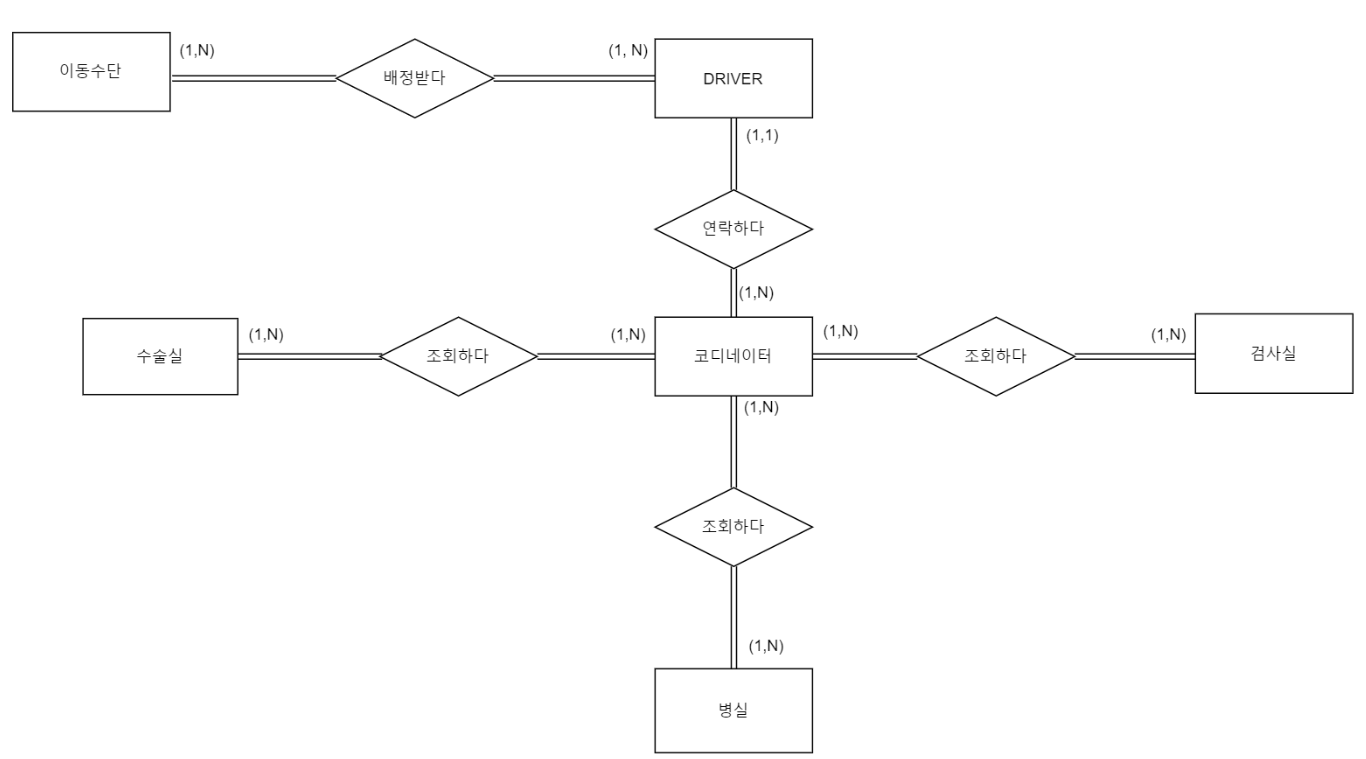 이동수단
(1,N)
배정받다
(1, N)
DRIVER
(1,1)
연락하다
(1,N)
수술실
(1,N)
조회하다
(1,N)
코디네이터
(1,N)
조회하다
(1,N)
검사실
(1,N)
조회하다
(1,N)
병실